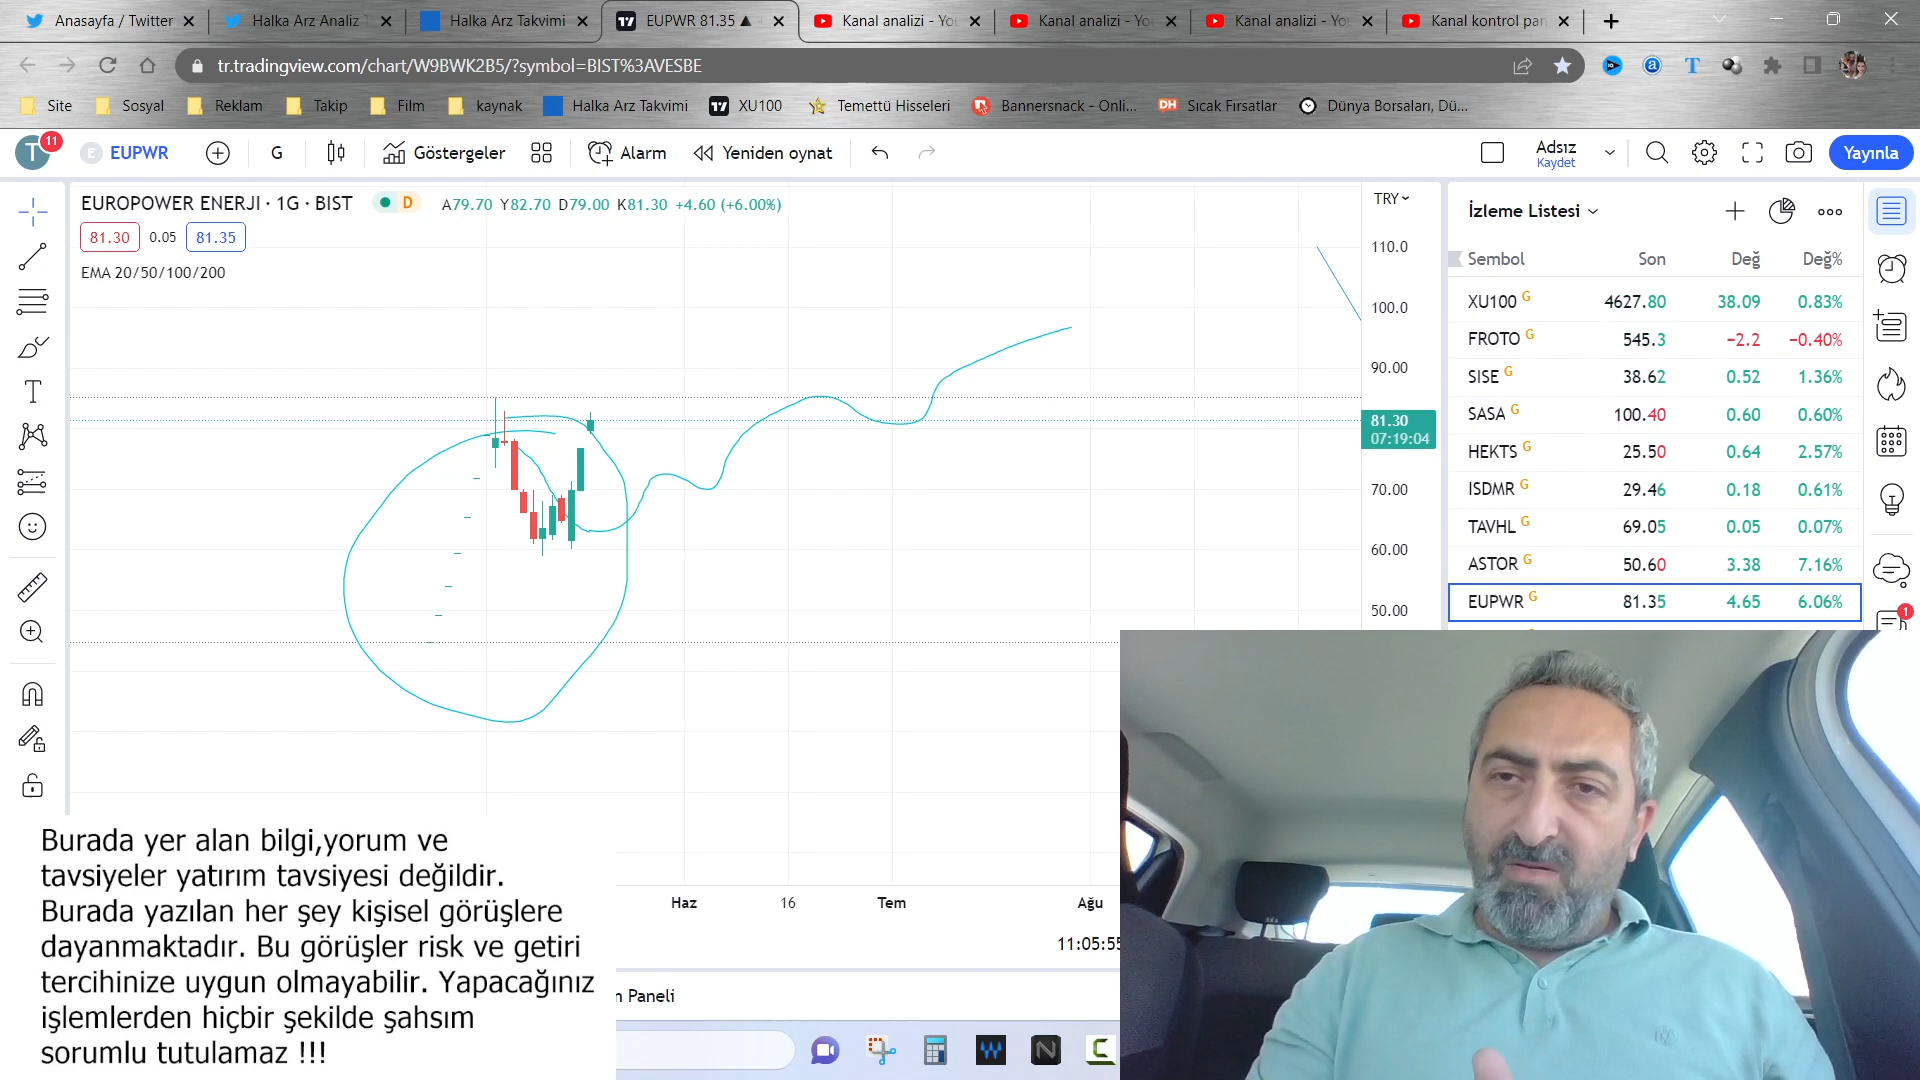 Anasayfa / Twitter
Halka Arz Analiz
Halka Arz Takvimi
EUPWR 81.35
Kanal analizi - You
Kanal analizi - Yo
Kanal analizi - Yo
Kanal kontrol pan
tr.tradingview.com/chart/W9BWK2B5/?symbol=BIST%3AVESBE
Site Sosyal Reklam Takip Film kaynak Halka Arz Takvimi XU100 Temettü Hisseleri Bannersnack - Onli... Sıcak Fırsatlar Dünya Borsaları, Dü...
T 11 E EUPWR G Göstergeler Alarm Yeniden oynat Adsız Kaydet Yayınla
EUROPOWER ENERJI · 1G · BIST D A79.70 Y82.70 D79.00 K81.30 +4.60 (+6.00%)
81.30 0.05 81.35
EMA 20/50/100/200
TRY
110.0
100.0
90.00
81.30
07:19:04
70.00
60.00
50.00
Haz 16 Tem Ağu
11:05:55
n Paneli
İzleme Listesi
Sembol Son Değ Değ%
XU100 G 4627.80 38.09 0.83%
FROTO G 545.3 −2.2 −0.40%
SISE G 38.62 0.52 1.36%
SASA G 100.40 0.60 0.60%
HEKTS G 25.50 0.64 2.57%
ISDMR G 29.46 0.18 0.61%
TAVHL G 69.05 0.05 0.07%
ASTOR G 50.60 3.38 7.16%
EUPWR G 81.35 4.65 6.06%
1
Burada yer alan bilgi,yorum ve
tavsiyeler yatırım tavsiyesi değildir.
Burada yazılan her şey kişisel görüşlere
dayanmaktadır. Bu görüşler risk ve getiri
tercihinize uygun olmayabilir. Yapacağınız
işlemlerden hiçbir şekilde şahsım
sorumlu tutulamaz !!!